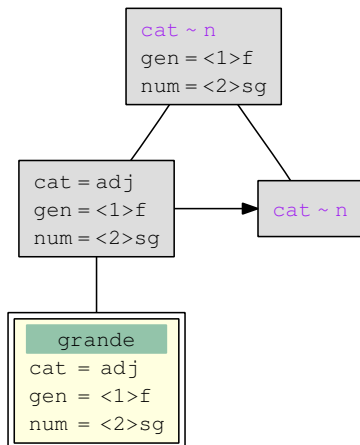 cat ~ n
gen = <1>f
num = <2>sg
cat = adj
gen = <1>f
num = <2>sg
cat ~ n
grande
cat = adj
gen = <1>f
num = <2>sg